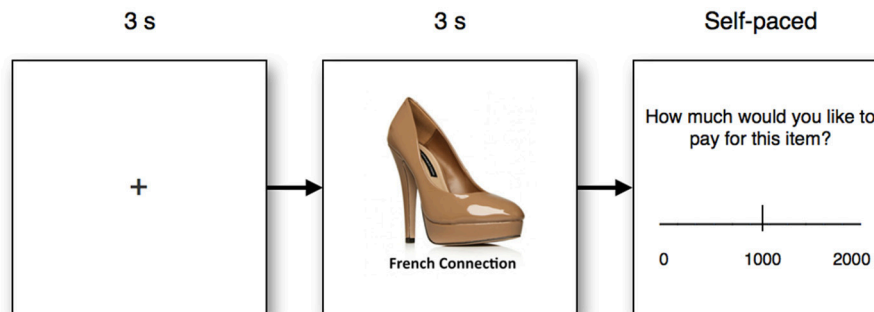 3 s
3 s
Self-paced
+
French Connection
How much would you like to
pay for this item?
0
1000
2000